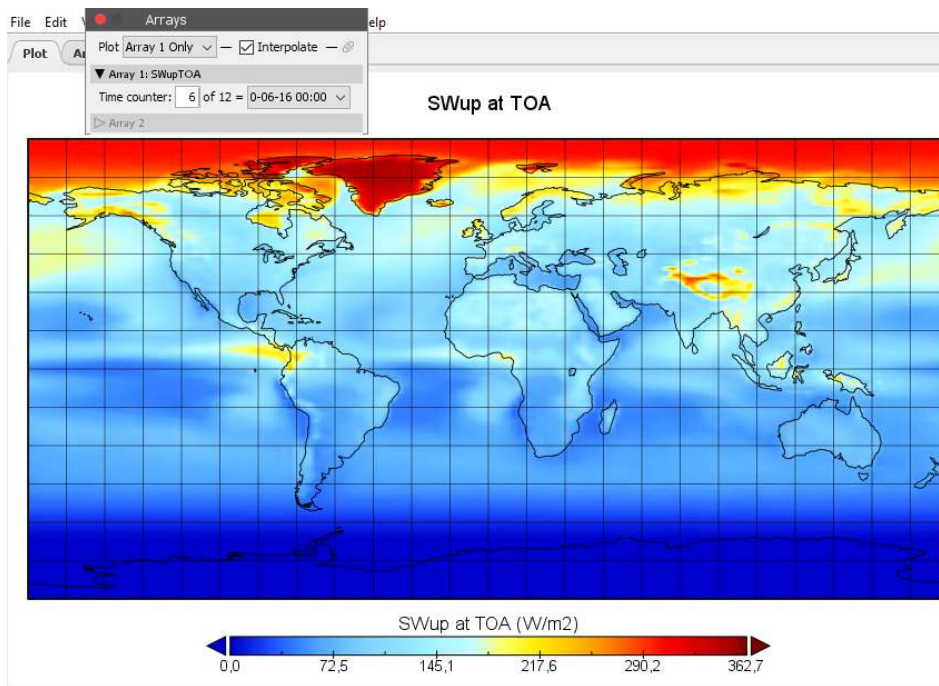 Arrays
File Edit
elp
Plot Array 1 Only Interpolate
Plot
Array 1: SWupTOA
Time counter: 6 of 12 = 0-06-16 00:00
Array 2
SWup at TOA
SWup at TOA (W/m2)
0,0 72,5 145,1 217,6 290,2 362,7